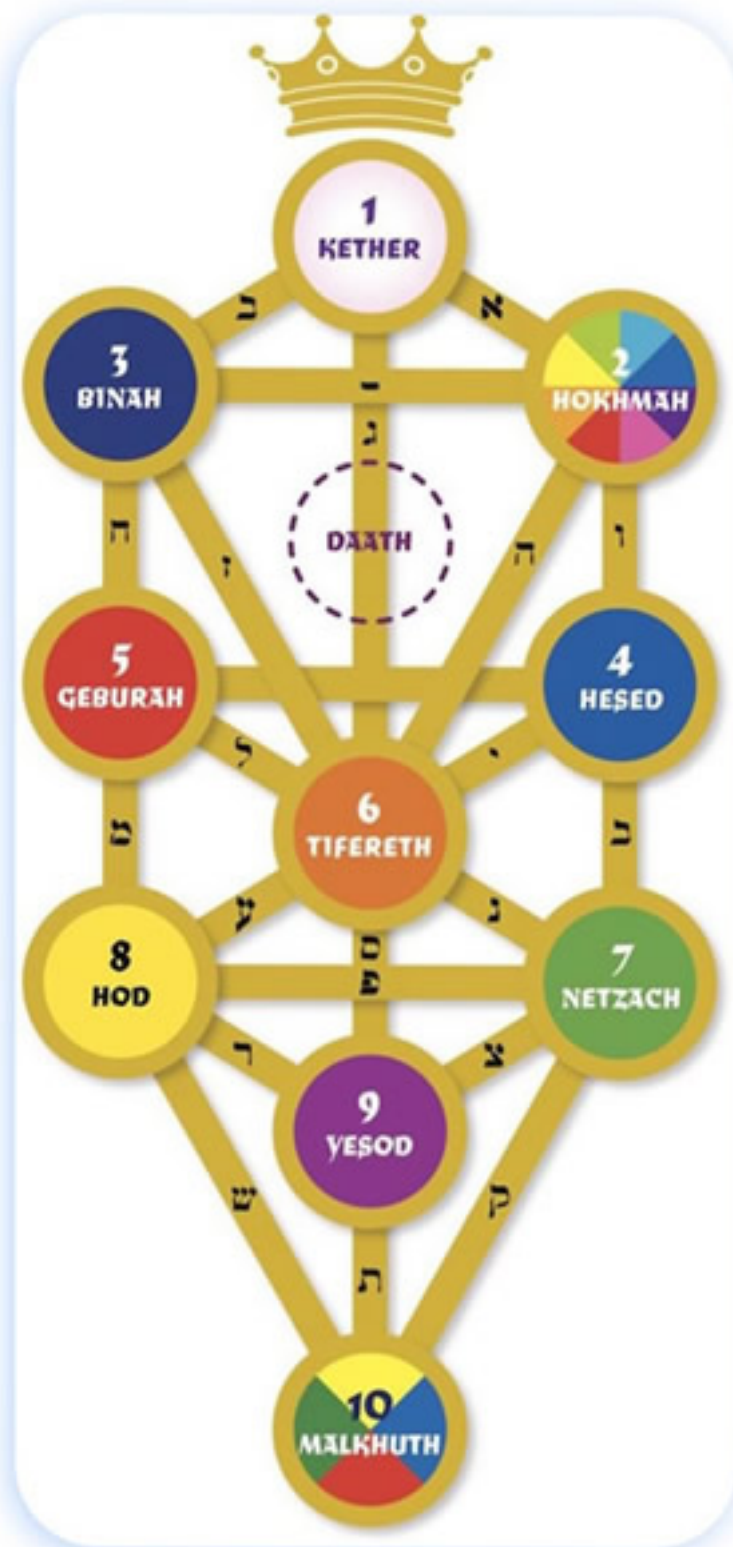 1
KETHER
א
3
BINAH
2
HOKHMAH
ג
DAATH
ח
ז
ה
ו
5
GEBURAH
4
HESED
ל
י
6
TIFERETH
מ
ע
8
HOD
ם
ש
7
NETZACH
ר
צ
9
YESOD
ש
ק
ת
10
MALKHUTH